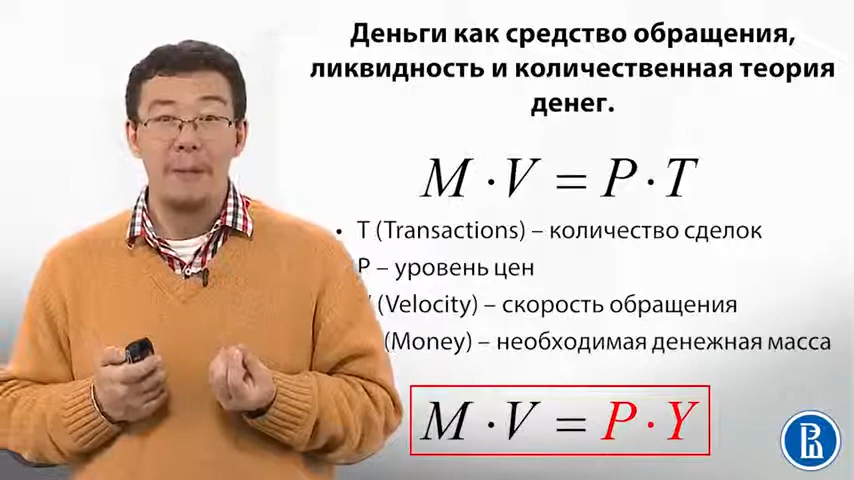 Деньги как средство обращения,
ликвидность и количественная теория
денег.
M · V = P · T
• T (Transactions) – количество сделок
P – уровень цен
(Velocity) – скорость обращения
(Money) – необходимая денежная масса
M · V = P · Y